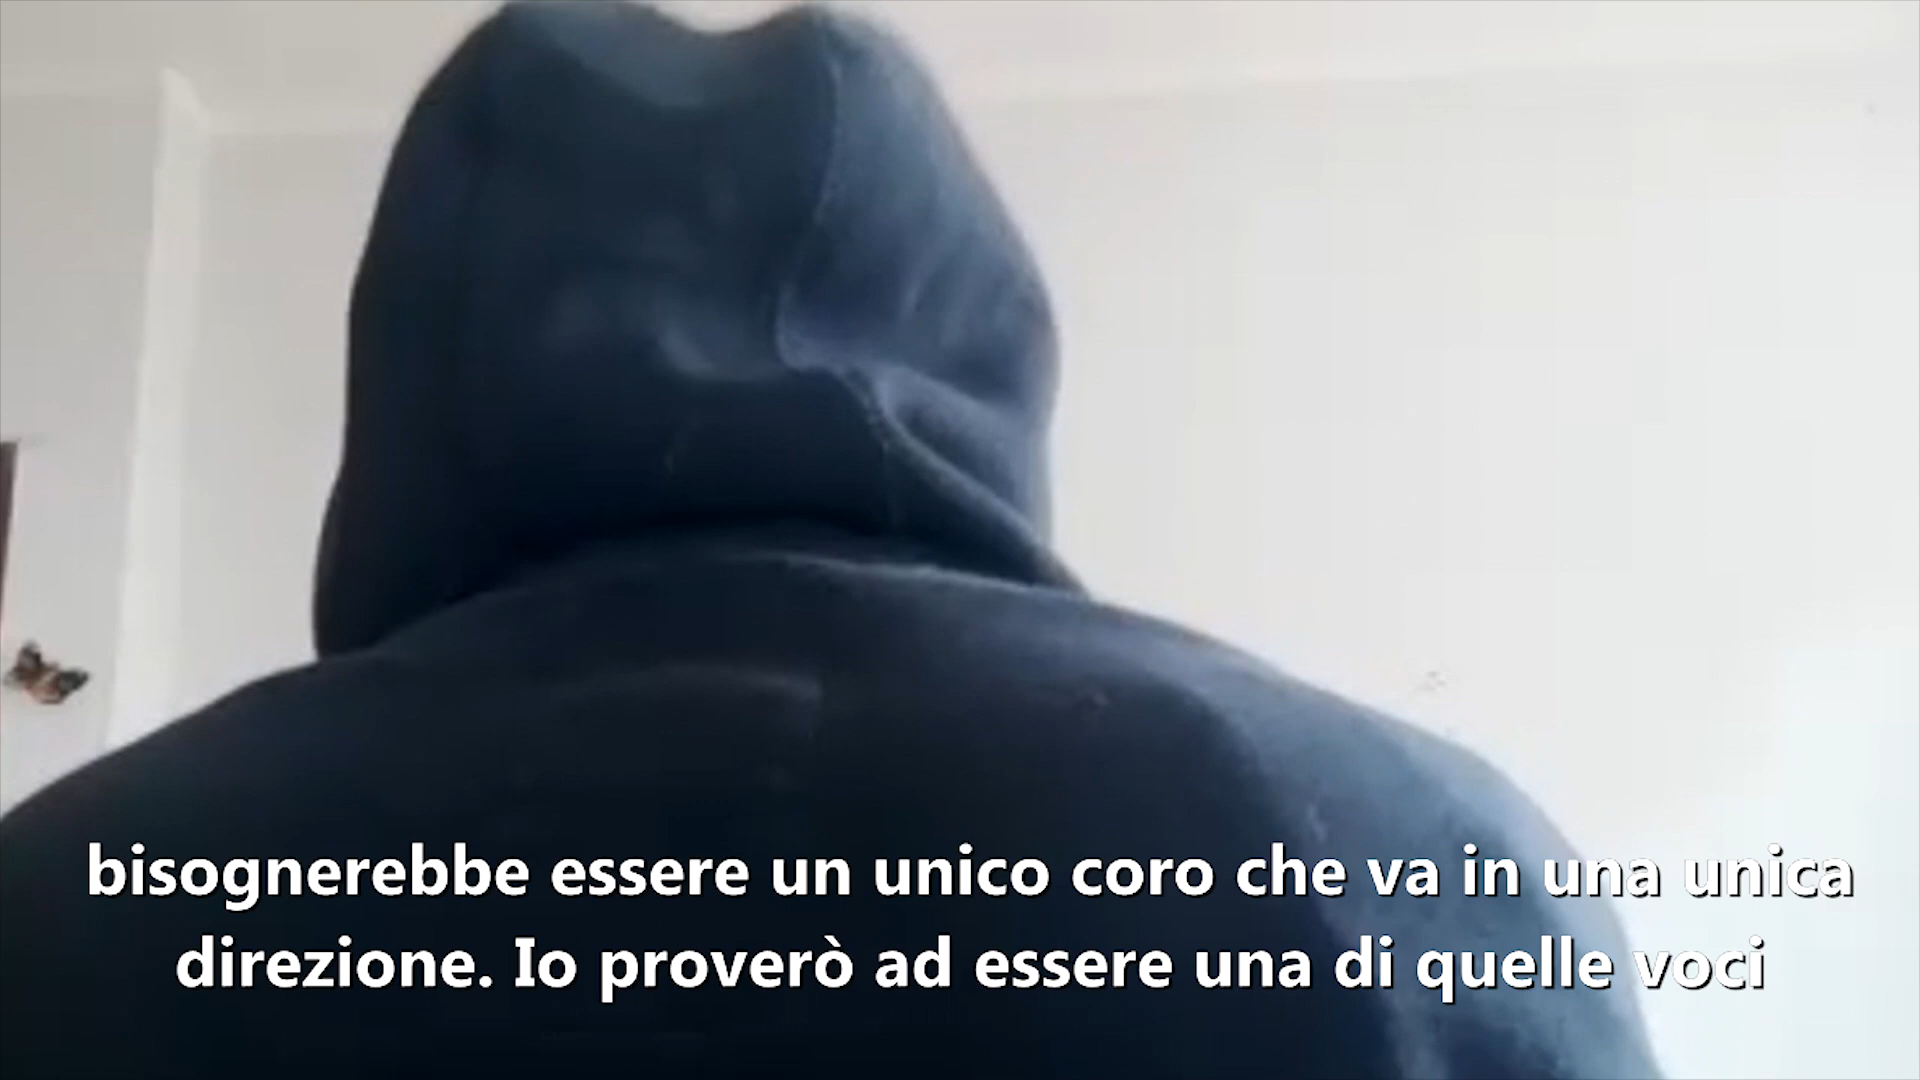 bisognerebbe essere un unico coro che va in una unica
direzione. Io proverò ad essere una di quelle voci